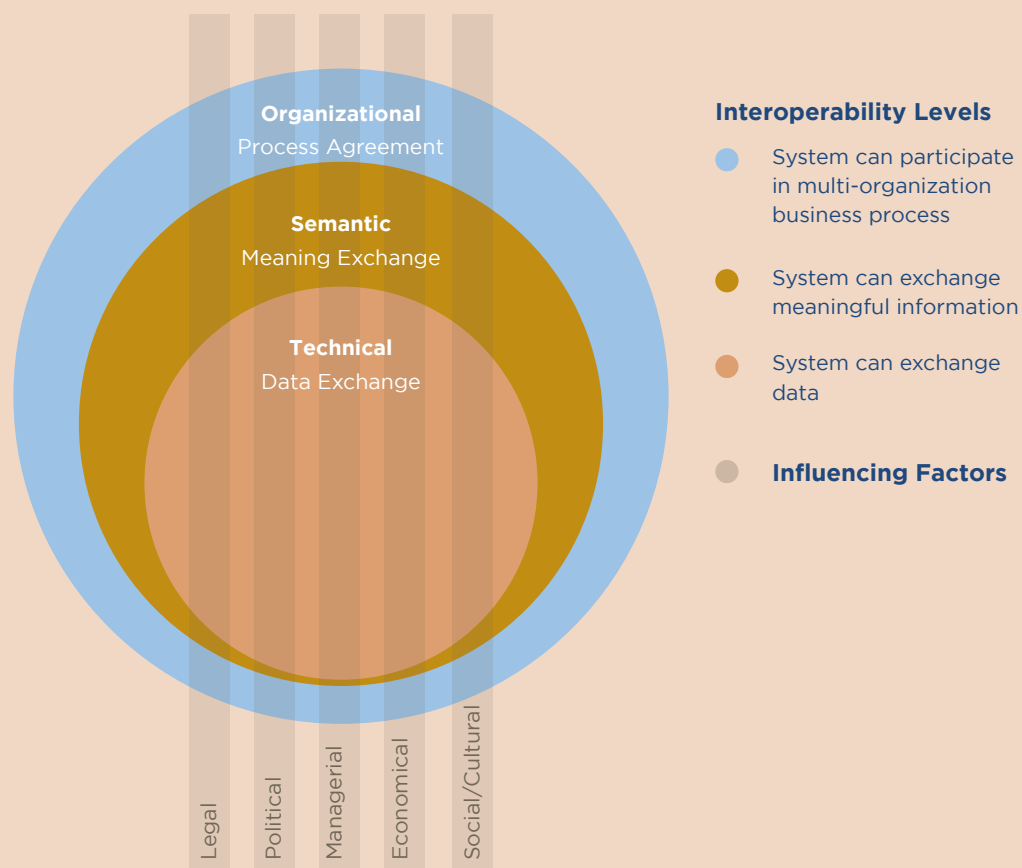 Organizational
Process Agreement
Semantic
Meaning Exchange
Technical
Data Exchange
Legal
Political
Managerial
Economical
Social/Cultural
Interoperability Levels
System can participate
in multi-organization
business process
System can exchange
meaningful information
System can exchange
data
Influencing Factors